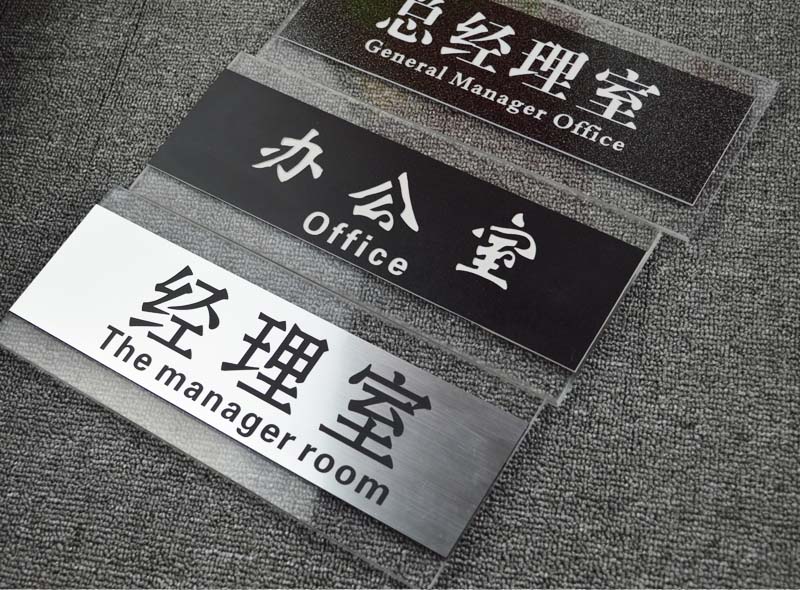 总经理室
General Manager Office
办公室
Office
经理室
The manager room